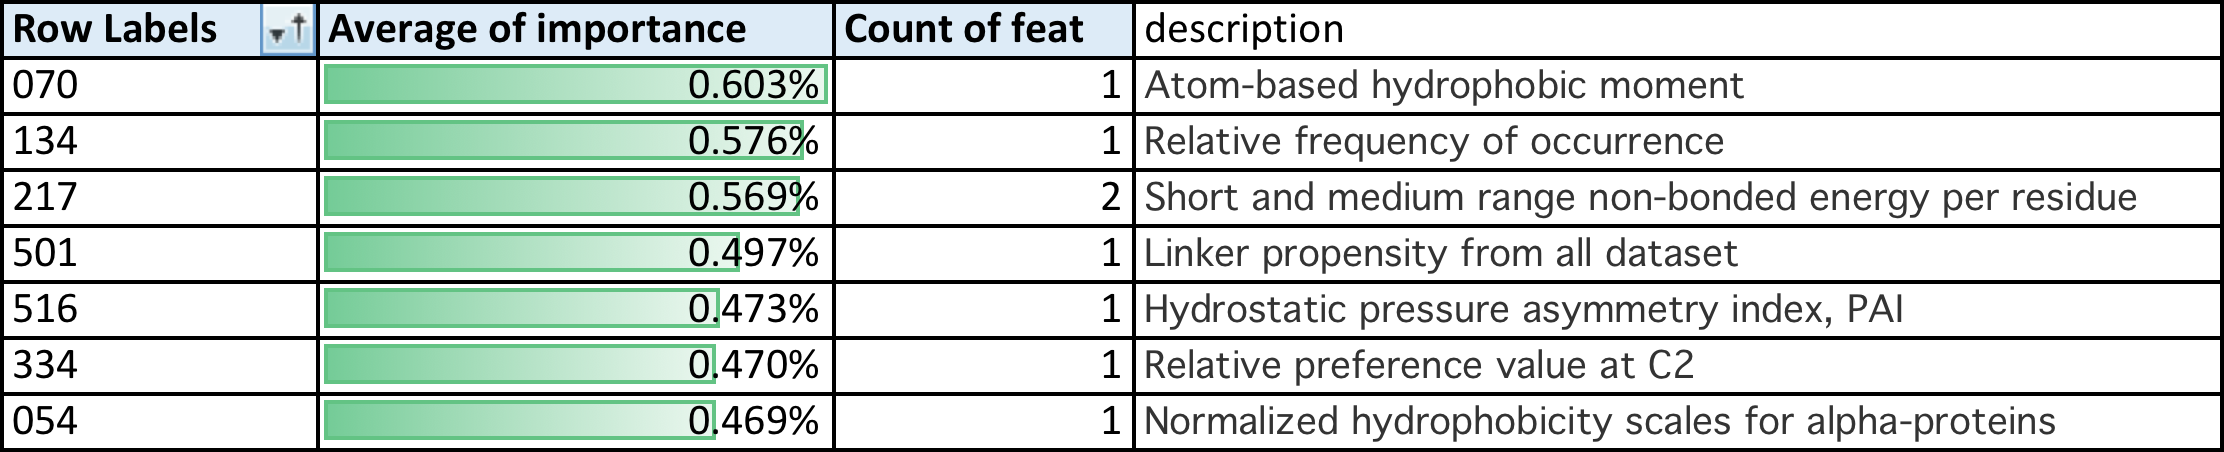 Row Labels Average of importance Count of feat description
070 0.603% 1 Atom-based hydrophobic moment
134 0.576% 1 Relative frequency of occurrence
217 0.569% 2 Short and medium range non-bonded energy per residue
501 0.497% 1 Linker propensity from all dataset
516 0.473% 1 Hydrostatic pressure asymmetry index, PAI
334 0.470% 1 Relative preference value at C2
054 0.469% 1 Normalized hydrophobicity scales for alpha-proteins